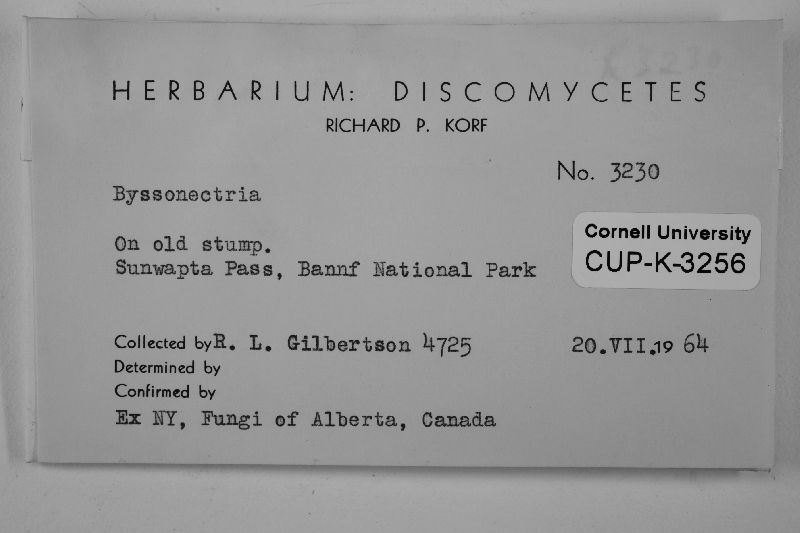 K3230
HERBARIUM: DISCOMYCETES
RICHARD P. KORF
No. 3230
Byssonectria
On old stump.
Sunwapta Pass, Bannf National Park
Cornell University
CUP-K-3256
Collected by R. L. Gilbertson 4725 20.VII.19 64
Determined by
Confirmed by
Ex NY, Fungi of Alberta, Canada